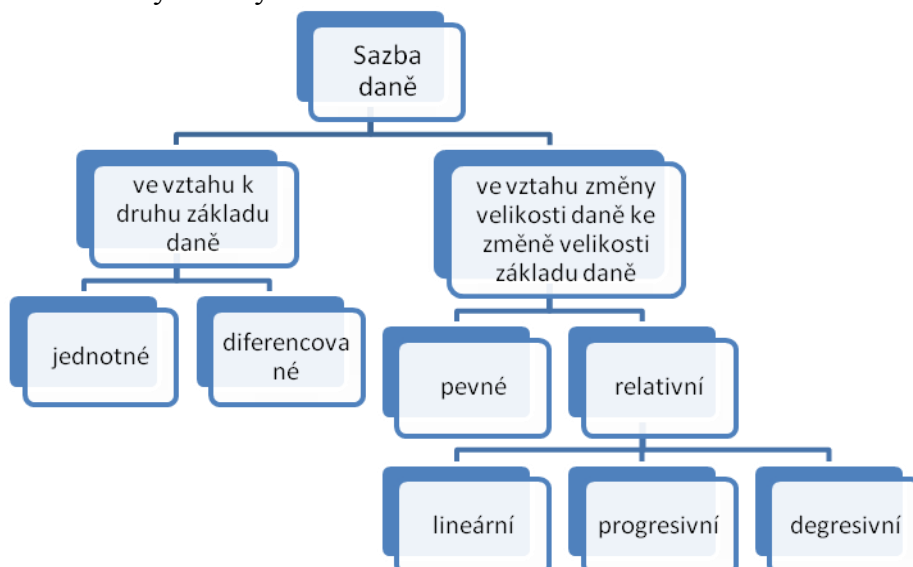 Sazba
daně
ve vztahu k
druhu základu
daně
ve vztahu změny
velikosti daně ke
změně velikosti
základu daně
jednotné
diferencova
né
pevné
relativní
lineární
progresivní
degresivní